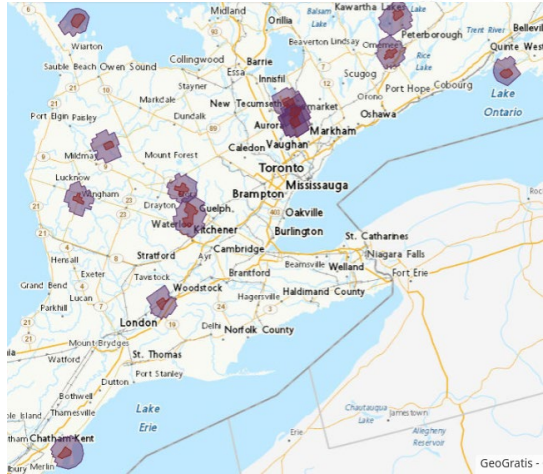 Midland
Orillia
Balsam
Lake
Kawartha Lakes
Wiarton
Sauble Beach
Owen Sound
Collingwood
Barrie
Beaverton
Lindsay
Omemee
Peterborough
Trent River
Belleville
Quinte West
Essa
Innisfil
Stayner
Scugog
Rice
Lake
Port Elgin
Paisley
Markdale
New Tecumseth
Newmarket
Orono
Port Hope
Cobourg
Lake
Ontario
Dundalk
Aurora
Markham
Oshawa
Mildmay
Mount Forest
Caledon
Vaughan
Toronto
Lucknow
Wingham
Drayton
Brampton
Mississauga
Guelph
Oakville
Waterloo
Kitchener
Burlington
Hensall
Stratford
Ayr
Cambridge
St. Catharines
Niagara Falls
Exeter
Tavistock
Brantford
Beamsville
Welland
Fort Erie
Grand Bend
Lucan
Woodstock
Hagersville
Haldimand County
Parkhill
London
Delhi
Norfolk County
Mount Brydges
Watford
St. Thomas
Port Stanley
Dutton
Bothwell
Thamesville
Lake
Erie
Chautauqua
Lake
Jamestown
Erie
Allegheny
Reservoir
Chatham-Kent
Merlin
GeoGratis -